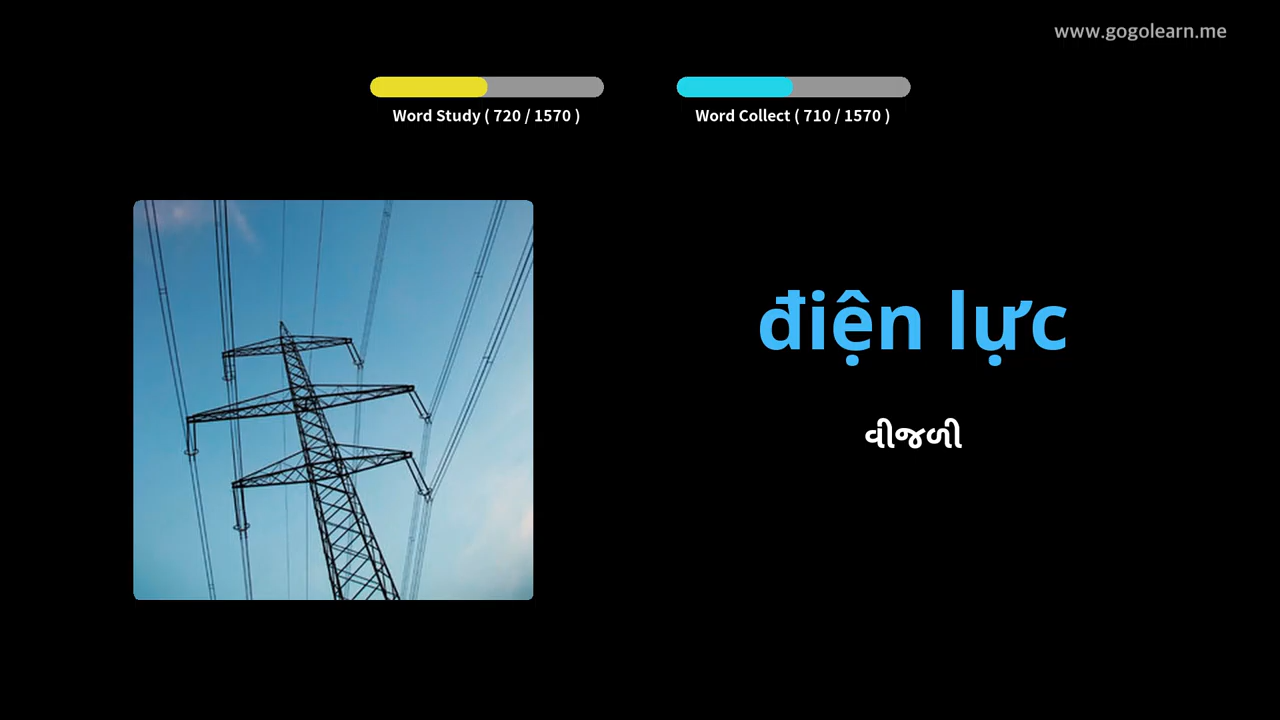 www.gogolearn.me
Word Study ( 720 / 1570 )
Word Collect ( 710 / 1570 )
điện lực
વીજળી